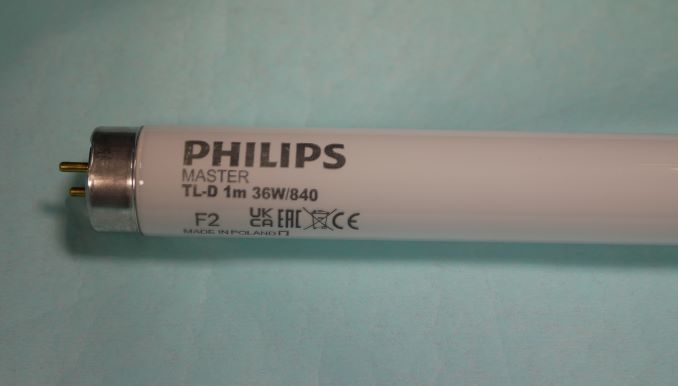 PHILIPS
MASTER
TL-D 1m 36W/840
F2 UK CA EAC CE
MADE IN POLAND